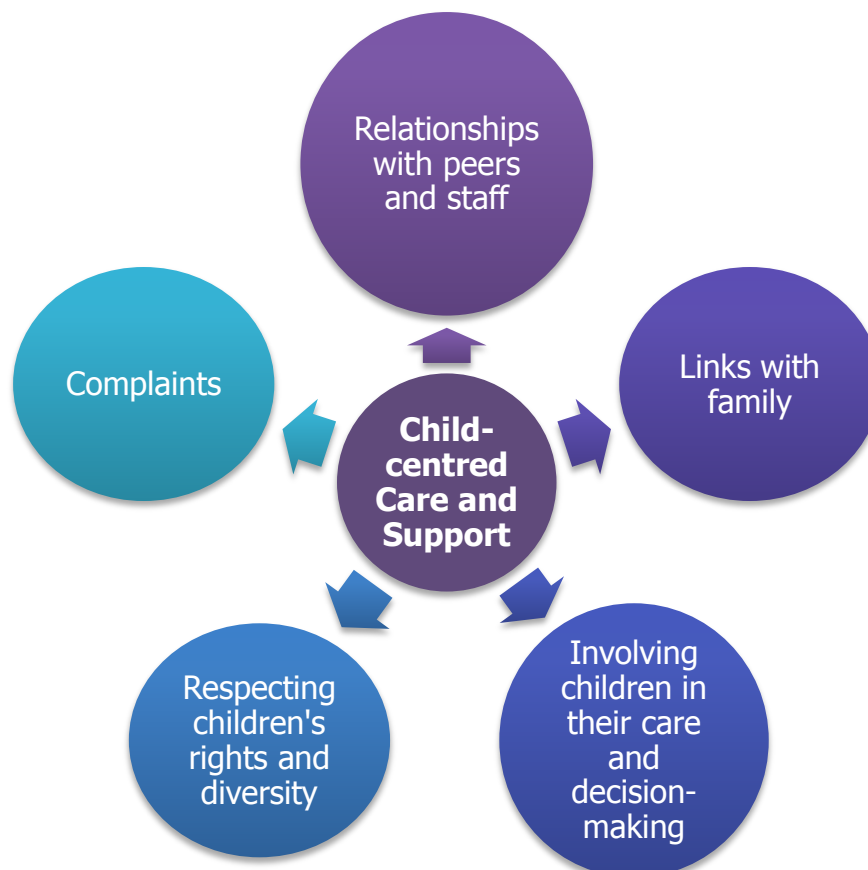 Relationships
with peers
and staff
Complaints
Links with
family
Child-
centred
Care and
Support
Respecting
children's
rights and
diversity
Involving
children in
their care
and
decision-
making